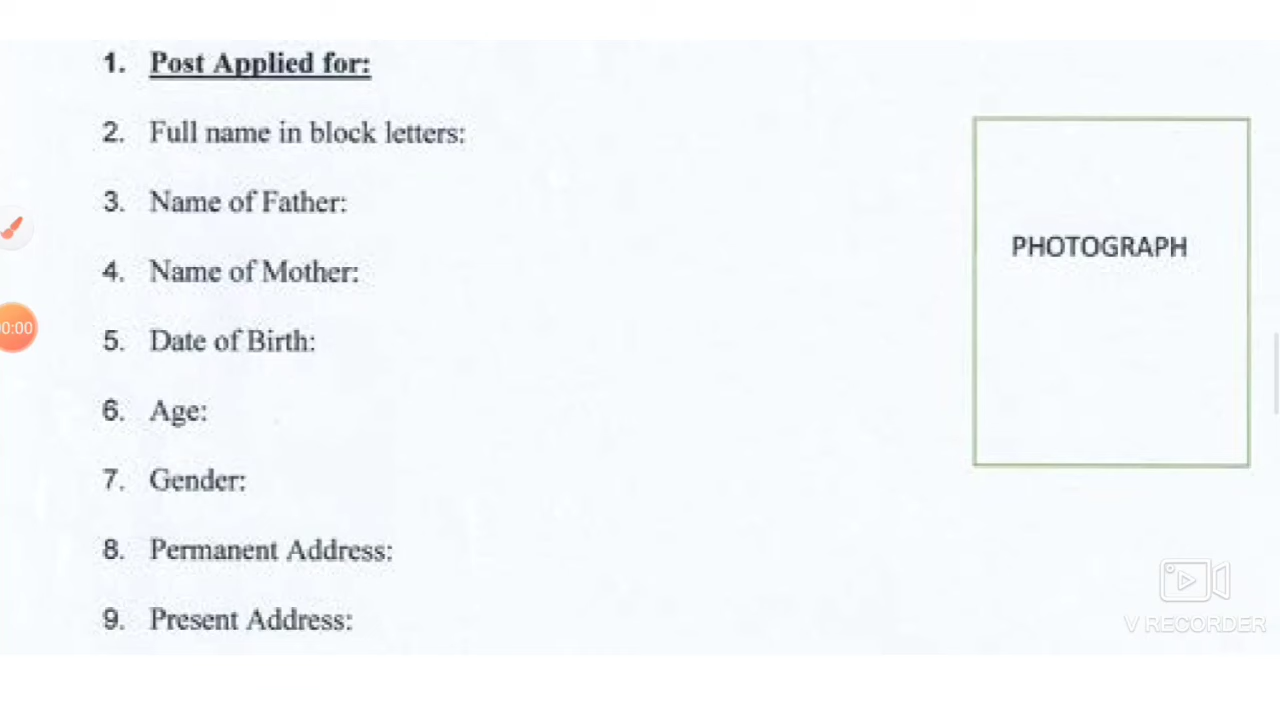 1. Post Applied for:
2. Full name in block letters:
3. Name of Father:
4. Name of Mother:
5. Date of Birth:
6. Age:
7. Gender:
8. Permanent Address:
9. Present Address:
PHOTOGRAPH
00:00
V RECORDER